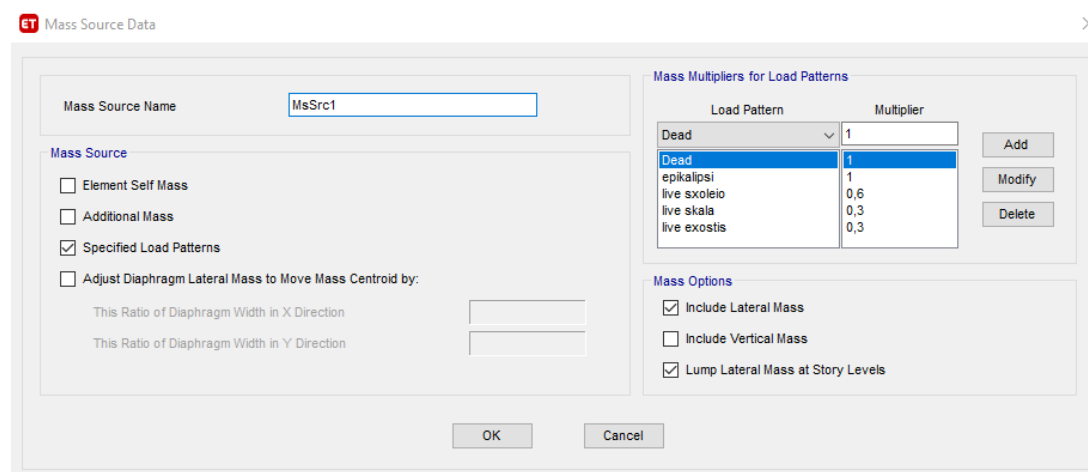 ET Mass Source Data
Mass Source Name MsSrc1
Mass Source
Element Self Mass
Additional Mass
Specified Load Patterns
Adjust Diaphragm Lateral Mass to Move Mass Centroid by:
This Ratio of Diaphragm Width in X Direction
This Ratio of Diaphragm Width in Y Direction
Mass Multipliers for Load Patterns
Load Pattern Multiplier
Dead 1 Add
Dead 1
epikalipsi 1 Modify
live sxoleio 0,6
live skala 0,3 Delete
live exostis 0,3
Mass Options
Include Lateral Mass
Include Vertical Mass
Lump Lateral Mass at Story Levels
OK Cancel